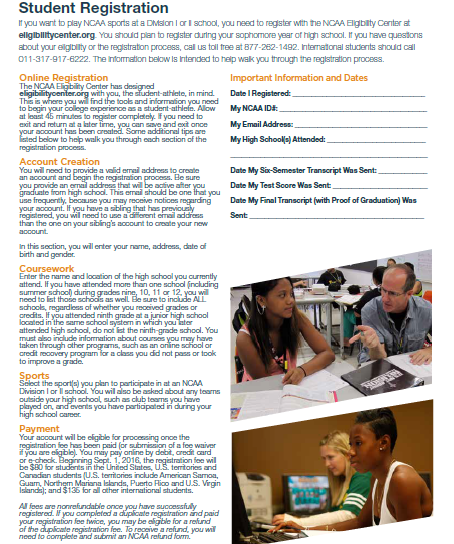 Student Registration
If you want to play NCAA sports at a Division I or II school, you need to register with the NCAA Eligibility Center at
eligibilitycenter.org. You should plan to register during your sophomore year of high school. If you have questions
about your eligibility or the registration process, call us toll free at 877-262-1492. International students should call
011-317-917-6222. The information below is intended to help walk you through the registration process.
Online Registration
The NCAA Eligibility Center has designed
eligibilitycenter.org with you, the student-athlete, in mind.
This is where you will find the tools and information you need
to begin your college experience as a student-athlete. Allow
at least 45 minutes to register completely. If you need to
exit and return at a later time, you can save and exit once
your account has been created. Some additional tips are
listed below to help walk you through each section of the
registration process.
Account Creation
You will need to provide a valid email address to create
an account and begin the registration process. Be sure
you provide an email address that will be active after you
graduate from high school. This email should be one that you
use frequently, because you may receive notices regarding
your account. If you have a sibling that has previously
registered, you will need to use a different email address
than the one on your sibling's account to create your new
account.
In this section, you will enter your name, address, date of
birth and gender.
Coursework
Enter the name and location of the high school you currently
attend. If you have attended more than one school (including
summer school) during grades nine, 10, 11 or 12, you will
need to list those schools as well. Be sure to include ALL
schools, regardless of whether you received grades or
credits. If you attended ninth grade at a junior high school
located in the same school system in which you later
attended high school, do not list the ninth-grade school. You
must also include information about courses you may have
taken through other programs, such as an online school or
credit recovery program for a class you did not pass or took
to improve a grade.
Sports
Select the sport(s) you plan to participate in at an NCAA
Division I or II school. You will also be asked about any teams
outside your high school, such as club teams you have
played on, and events you have participated in during your
high school career.
Payment
Your account will be eligible for processing once the
registration fee has been paid (or submission of a fee waiver
if you are eligible). You may pay online by debit, credit card
or e-check. Beginning Sept. 1, 2016, the registration fee will
be $80 for students in the United States, U.S. territories and
Canadian students (U.S. territories include American Samoa,
Guam, Northern Mariana Islands, Puerto Rico and U.S. Virgin
Islands); and $135 for all other international students.
All fees are nonrefundable once you have successfully
registered. If you completed a duplicate registration and paid
your registration fee twice, you may be eligible for a refund
of the duplicate registration fee. To receive a refund, you will
need to complete and submit an NCAA refund form.
Important Information and Dates
Date I Registered:
My NCAA ID#:
My Email Address:
My High School(s) Attended:
Date My Six-Semester Transcript Was Sent:
Date My Test Score Was Sent:
Date My Final Transcript (with Proof of Graduation) Was
Sent: